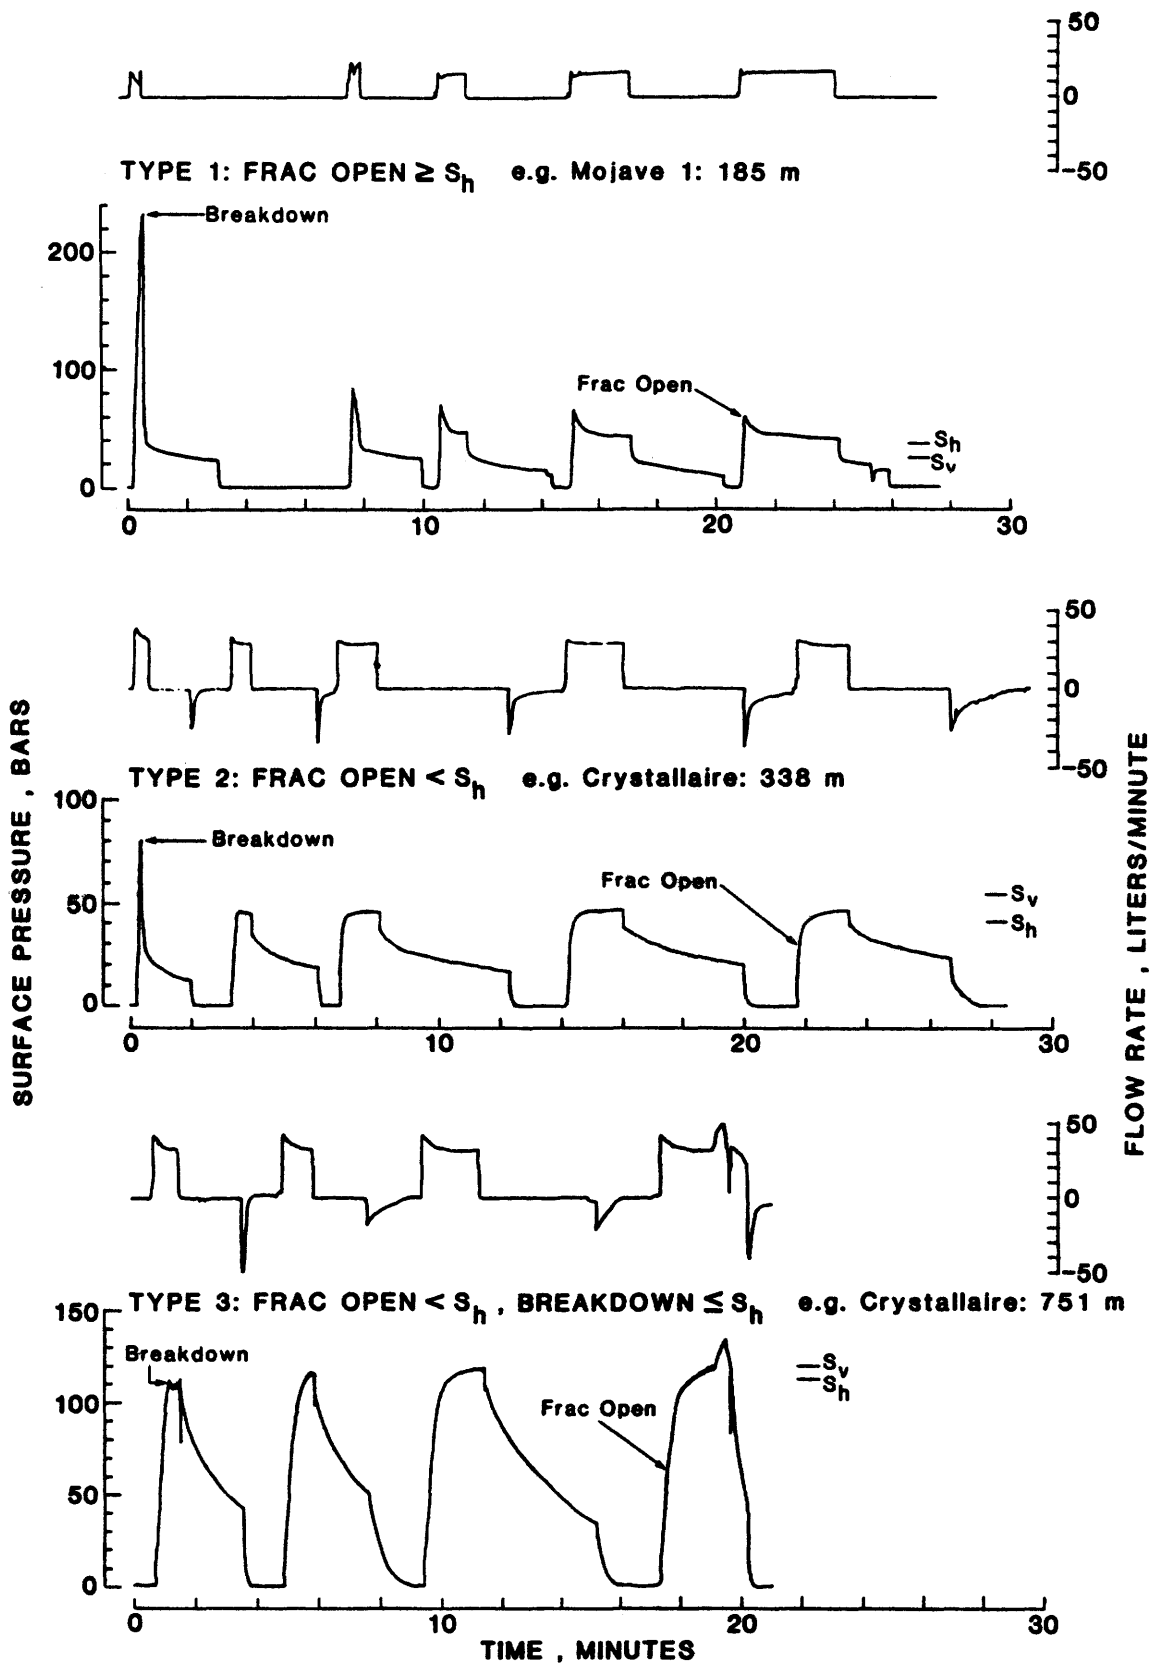 50
0
-50
TYPE 1: FRAC OPEN ≥ Sh e.g. Mojave 1: 185 m
Breakdown
200
100
0
Frac Open
Sh
Sv
0 10 20 30
50
0
-50
TYPE 2: FRAC OPEN < Sh e.g. Crystallaire: 338 m
100
50
0
Breakdown
Frac Open
Sv
Sh
0 10 20 30
SURFACE PRESSURE , BARS
FLOW RATE , LITERS/MINUTE
50
0
-50
TYPE 3: FRAC OPEN < Sh , BREAKDOWN ≤ Sh e.g. Crystallaire: 751 m
150
100
50
0
Breakdown
Frac Open
Sv
Sh
0 10 20 30
TIME , MINUTES